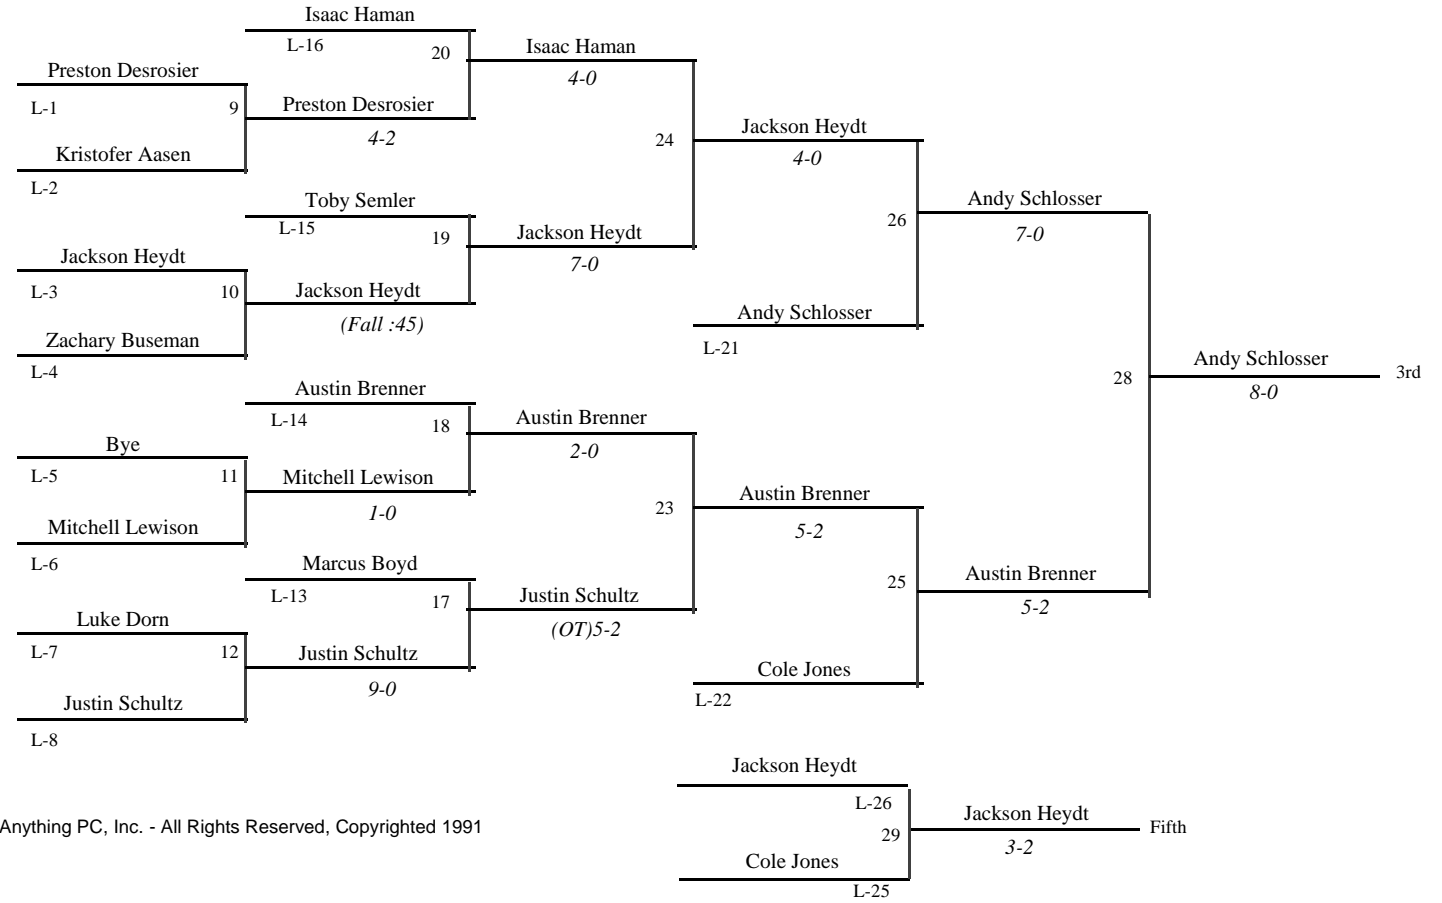 Isaac Haman
L-16
20
Isaac Haman
4-0
Preston Desrosier
L-1
9
Preston Desrosier
4-2
Kristofer Aasen
L-2
24
Jackson Heydt
4-0
Toby Semler
L-15
19
Jackson Heydt
7-0
Jackson Heydt
L-3
10
Jackson Heydt
(Fall :45)
Zachary Buseman
L-4
26
Andy Schlosser
7-0
Andy Schlosser
L-21
Austin Brenner
L-14
18
Austin Brenner
2-0
Bye
L-5
11
Mitchell Lewison
1-0
Mitchell Lewison
L-6
28
Andy Schlosser
8-0
3rd
23
Austin Brenner
5-2
Marcus Boyd
L-13
17
Justin Schultz
(OT)5-2
Luke Dorn
L-7
12
Justin Schultz
9-0
Justin Schultz
L-8
25
Austin Brenner
5-2
Cole Jones
L-22
Jackson Heydt
L-26
29
Jackson Heydt
3-2
Fifth
Cole Jones
L-25
Anything PC, Inc. - All Rights Reserved, Copyrighted 1991